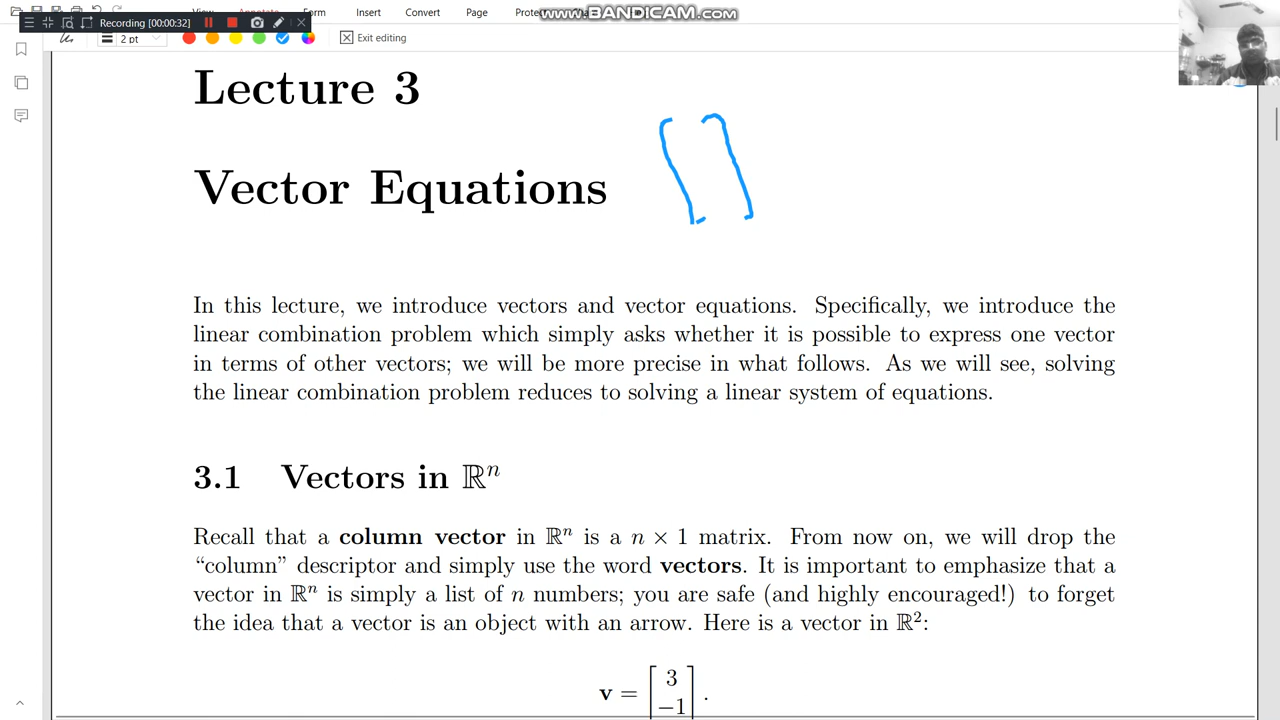 www.BANDICAM.com
Recording [00:00:32]
View Annotate Form Insert Convert Page
2 pt Exit editing
Lecture 3
Vector Equations
[ ]
In this lecture, we introduce vectors and vector equations. Specifically, we introduce the
linear combination problem which simply asks whether it is possible to express one vector
in terms of other vectors; we will be more precise in what follows. As we will see, solving
the linear combination problem reduces to solving a linear system of equations.
3.1 Vectors in ℝⁿ
Recall that a column vector in ℝⁿ is a n × 1 matrix. From now on, we will drop the
“column” descriptor and simply use the word vectors. It is important to emphasize that a
vector in ℝⁿ is simply a list of n numbers; you are safe (and highly encouraged!) to forget
the idea that a vector is an object with an arrow. Here is a vector in ℝ²:
v = [3
−1].